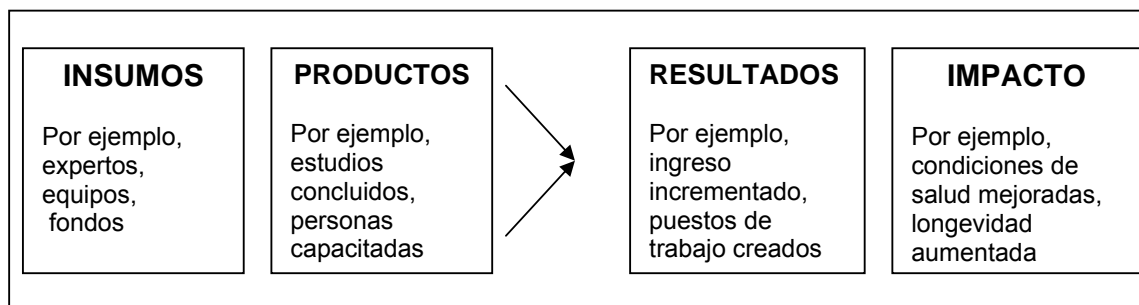 INSUMOS
Por ejemplo,
expertos,
equipos,
fondos
PRODUCTOS
Por ejemplo,
estudios
concluidos,
personas
capacitadas
RESULTADOS
Por ejemplo,
ingreso
incrementado,
puestos de
trabajo creados
IMPACTO
Por ejemplo,
condiciones de
salud mejoradas,
longevidad
aumentada